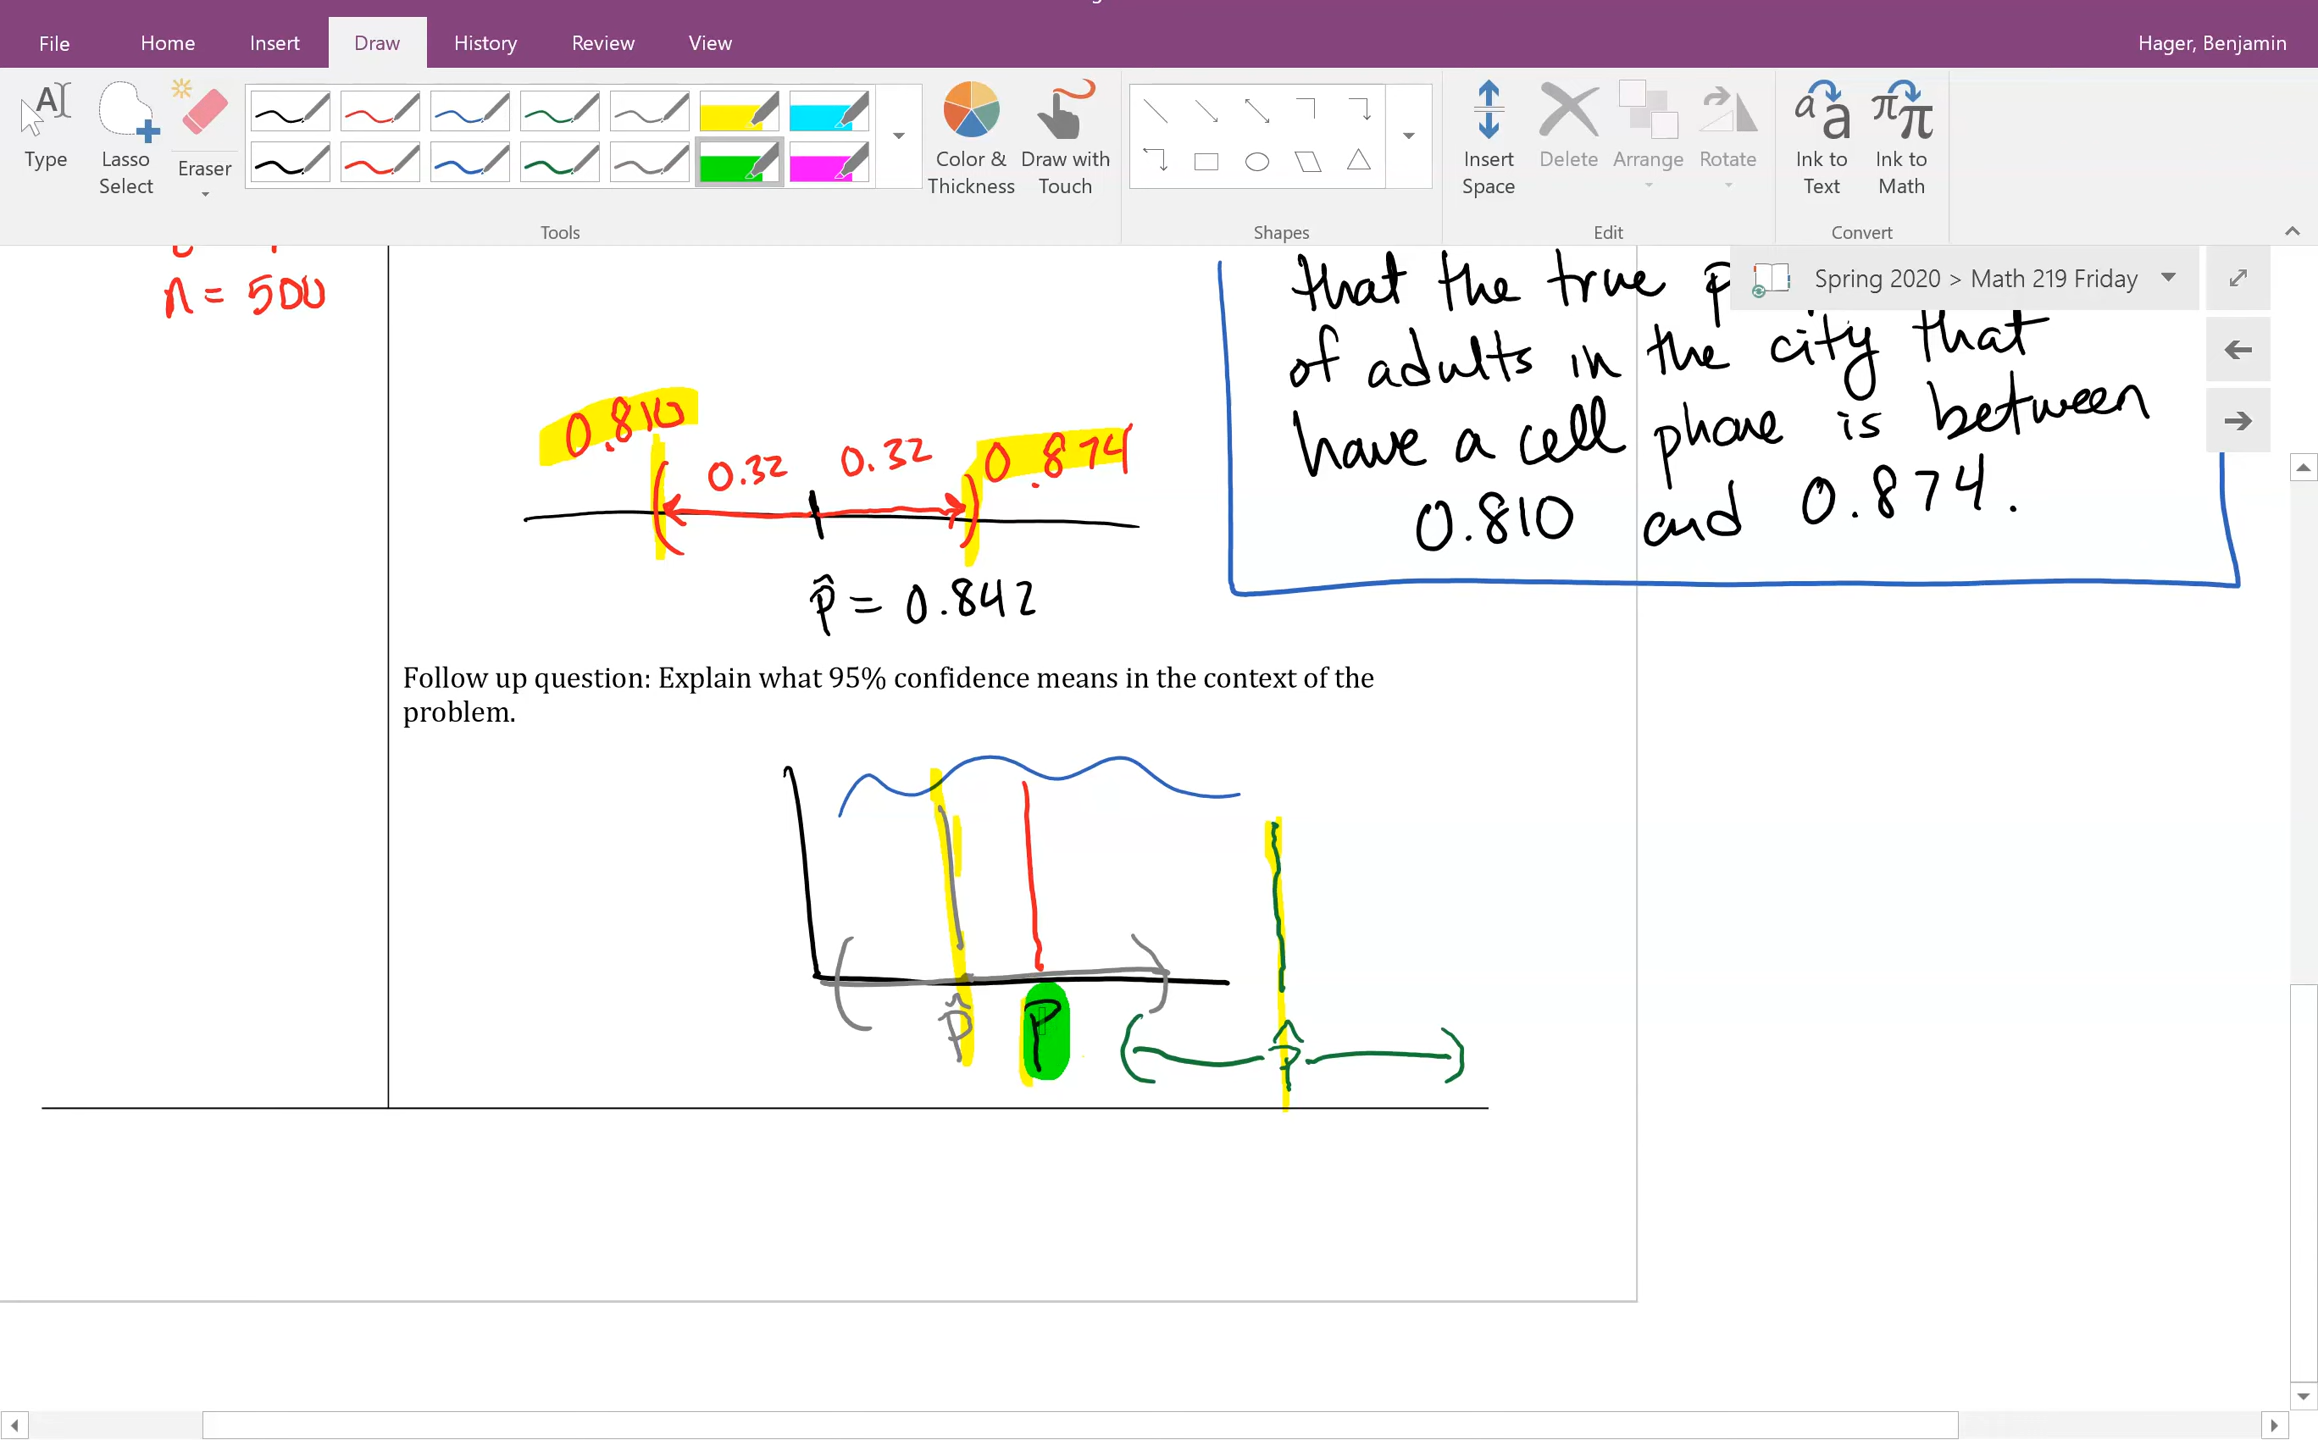 File Home Insert Draw History Review View Hager, Benjamin
Type
Lasso
Select
Eraser
Color &
Thickness
Draw with
Touch
Insert
Space
Delete
Arrange
Rotate
Ink to
Text
Ink to
Math
Tools Shapes Edit Convert
Spring 2020 > Math 219 Friday
n = 500
that the true p
of adults in the city that
have a cell phone is between
0.810 and 0.874.
0.810 0.32 0.32 0.874
p̂ = 0.842
Follow up question: Explain what 95% confidence means in the context of the
problem.
p̂ P p̂